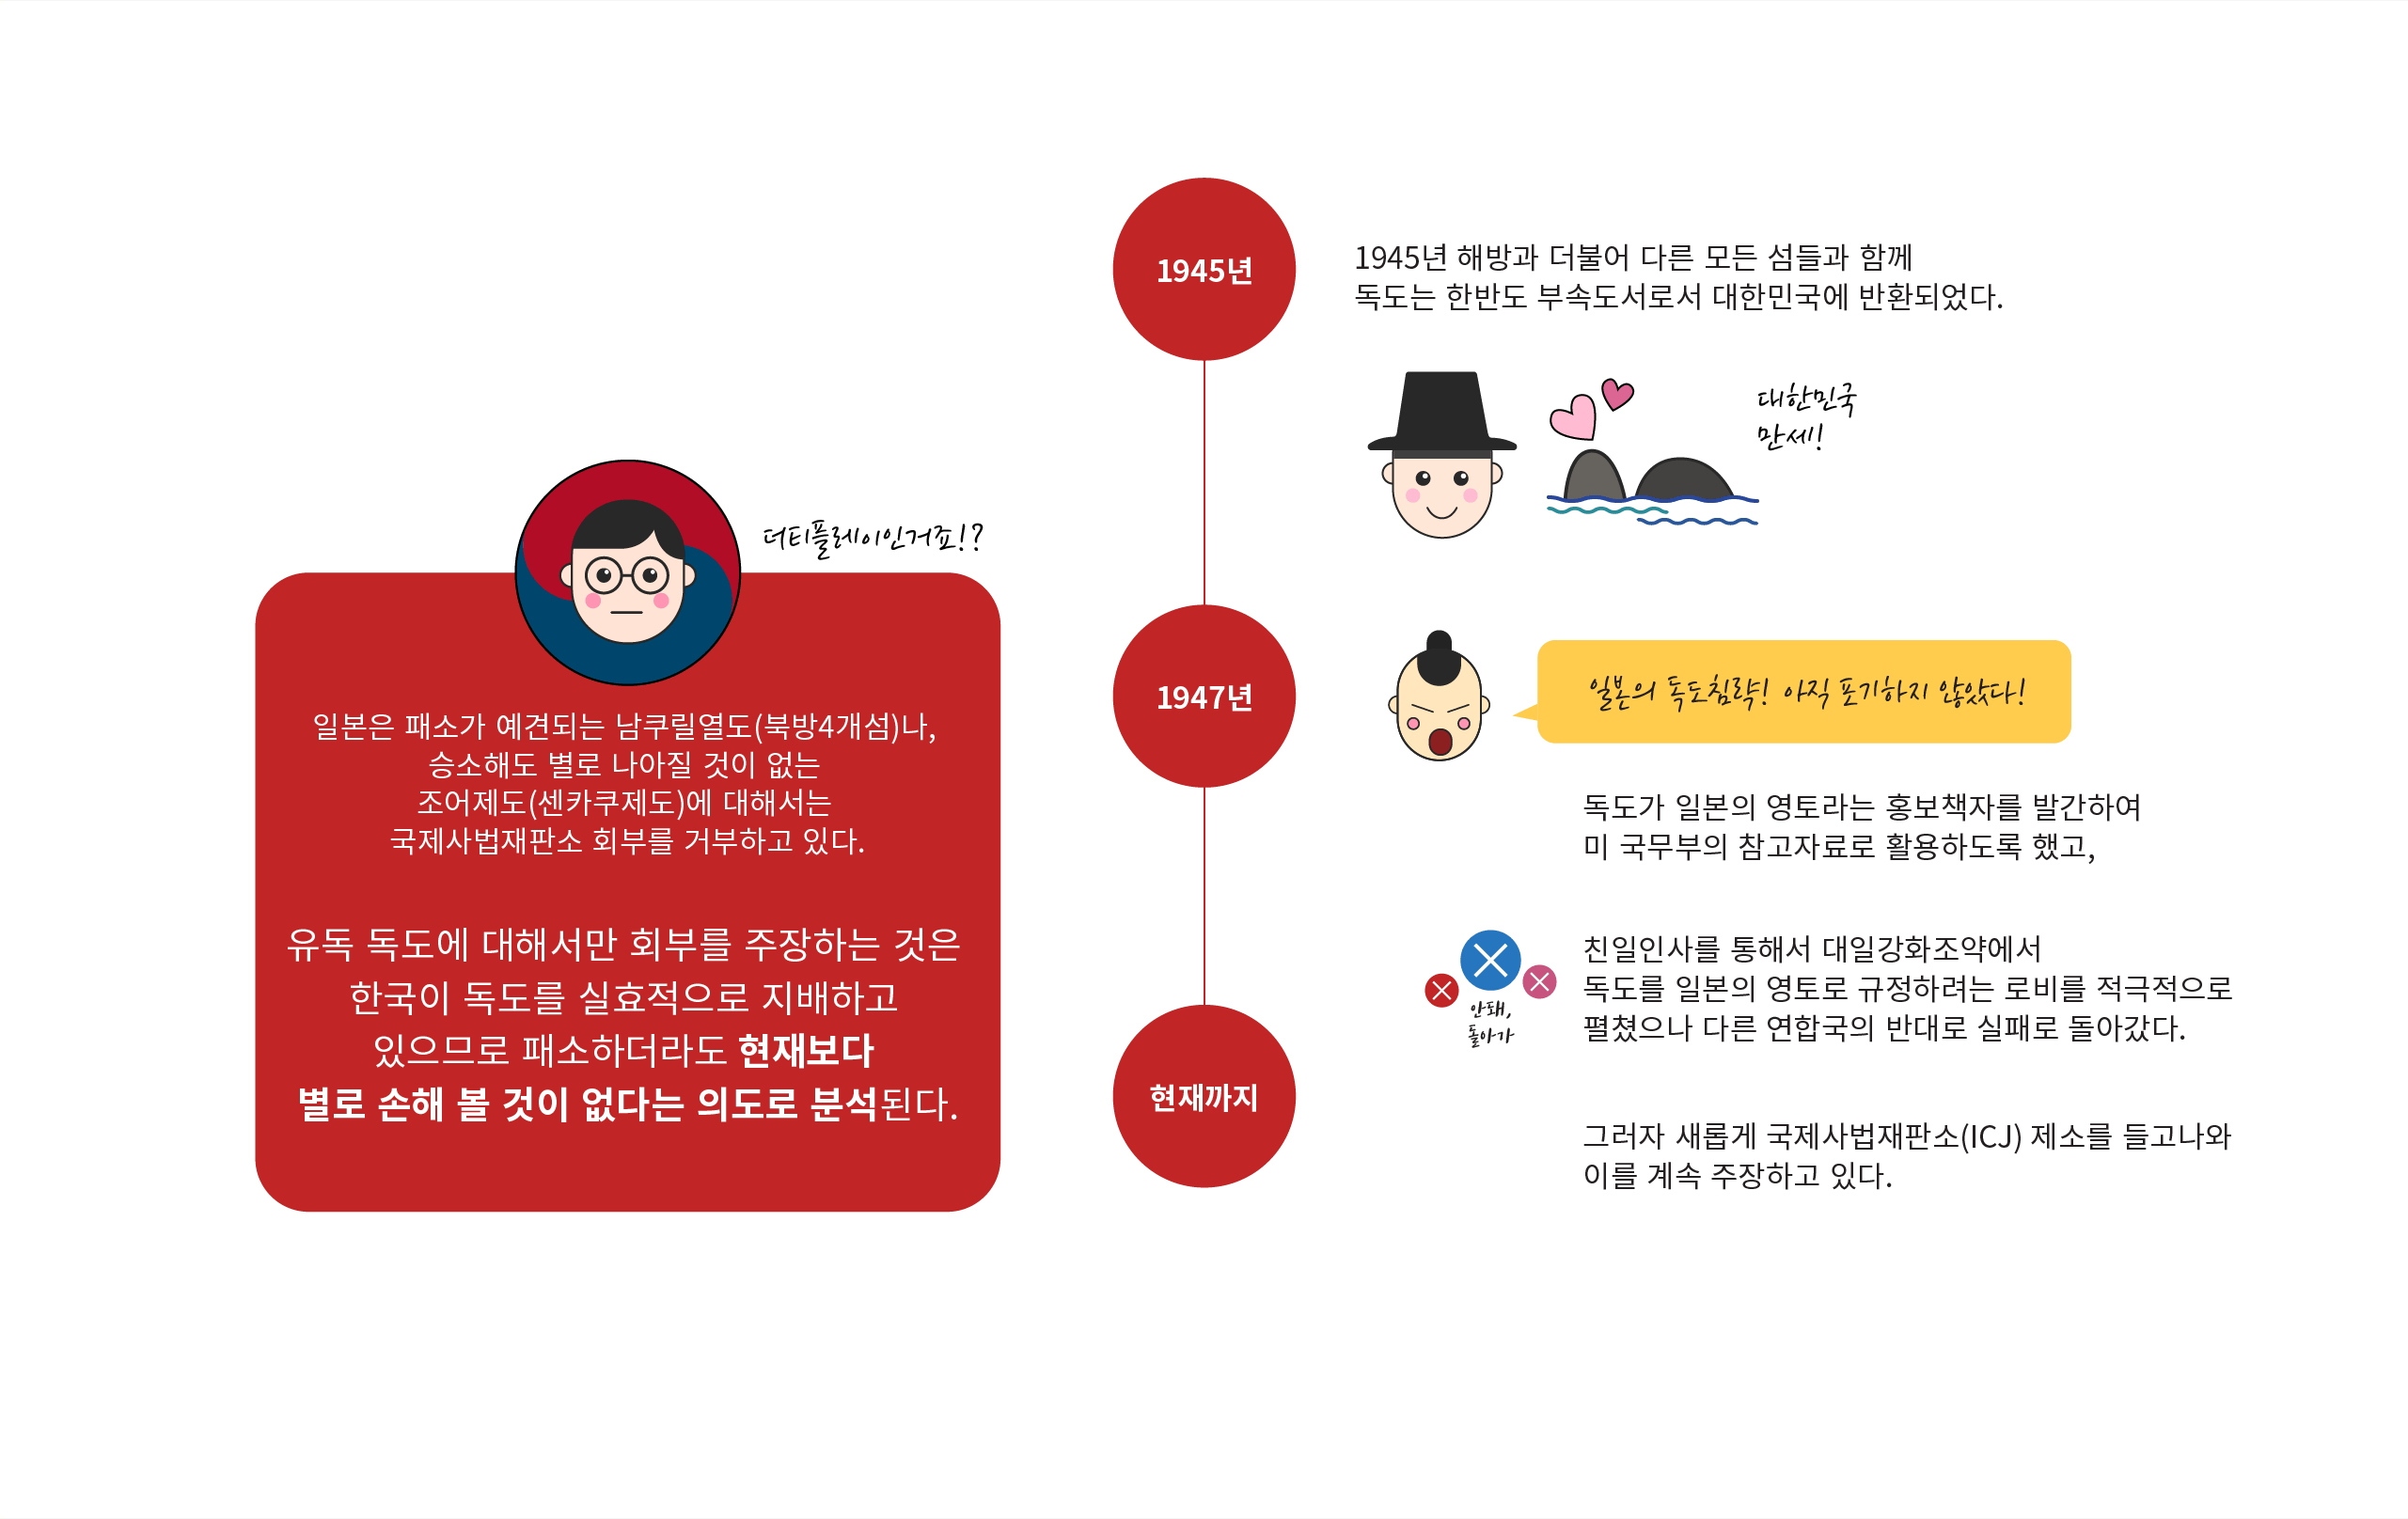 더티플레이인거죠!?
일본은 패소가 예견되는 남쿠릴열도(북방4개섬)나,
승소해도 별로 나아질 것이 없는
조어제도(센카쿠제도)에 대해서는
국제사법재판소 회부를 거부하고 있다.
유독 독도에 대해서만 회부를 주장하는 것은
한국이 독도를 실효적으로 지배하고
있으므로 패소하더라도 현재보다
별로 손해 볼 것이 없다는 의도로 분석된다.
1945년
1945년 해방과 더불어 다른 모든 섬들과 함께
독도는 한반도 부속도서로서 대한민국에 반환되었다.
대한민국
만세!
1947년
일본의 독도침략! 아직 포기하지 않았다!
독도가 일본의 영토라는 홍보책자를 발간하여
미 국무부의 참고자료로 활용하도록 했고,
안돼,
돌아가
친일인사를 통해서 대일강화조약에서
독도를 일본의 영토로 규정하려는 로비를 적극적으로
펼쳤으나 다른 연합국의 반대로 실패로 돌아갔다.
현재까지
그러자 새롭게 국제사법재판소(ICJ) 제소를 들고나와
이를 계속 주장하고 있다.